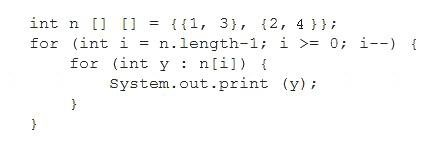 int n [] [] = {{1, 3}, {2, 4 }};
for (int i = n.length-1; i >= 0; i--) {
for (int y : n[i]) {
System.out.print (y);
}
}